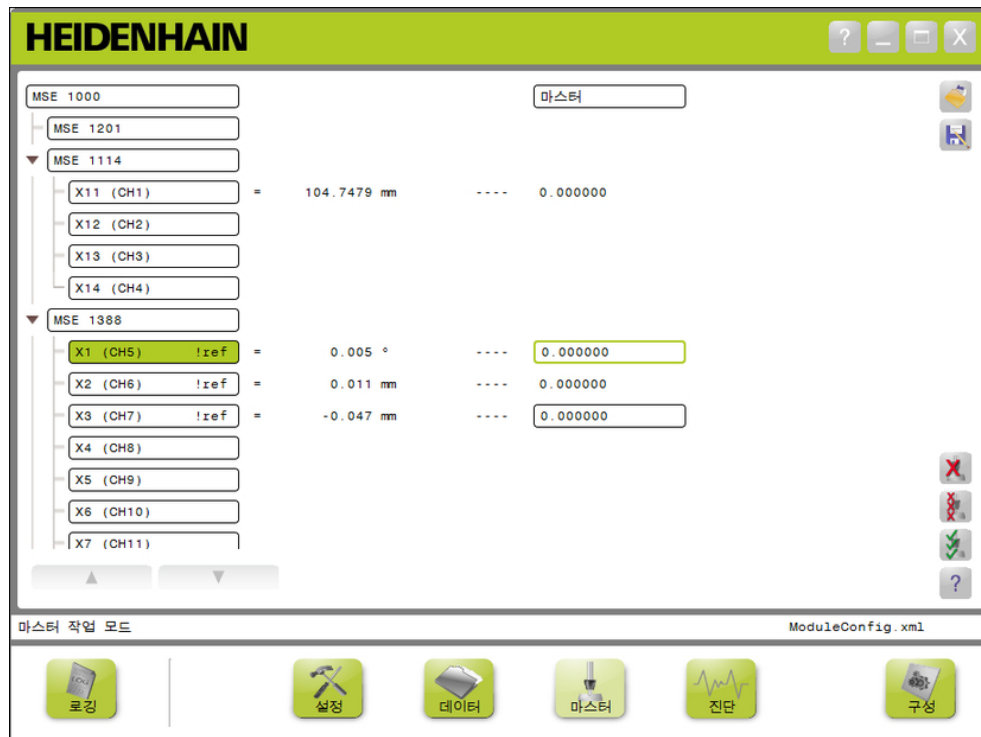 HEIDENHAIN
? _ X
MSE 1000 마스터
MSE 1201
MSE 1114
X11 (CH1) = 104.7479 mm ---- 0.000000
X12 (CH2)
X13 (CH3)
X14 (CH4)
MSE 1388
X1 (CH5) !ref = 0.005 ° ---- 0.000000
X2 (CH6) !ref = 0.011 mm ---- 0.000000
X3 (CH7) !ref = -0.047 mm ---- 0.000000
X4 (CH8)
X5 (CH9)
X6 (CH10)
X7 (CH11)
?
마스터 작업 모드 ModuleConfig.xml
LOG
로깅 설정 데이터 마스터 진단 구성